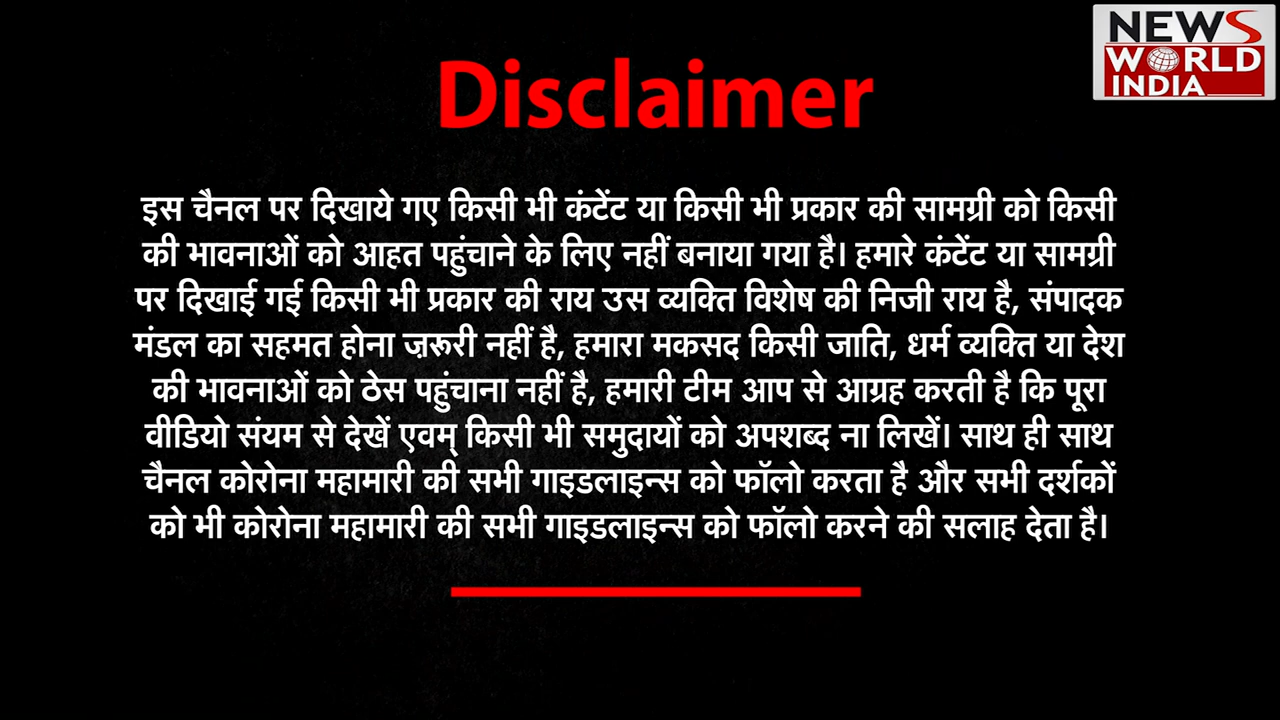 NEWS
WORLD
INDIA
Disclaimer
इस चैनल पर दिखाये गए किसी भी कंटेंट या किसी भी प्रकार की सामग्री को किसी
की भावनाओं को आहत पहुंचाने के लिए नहीं बनाया गया है। हमारे कंटेंट या सामग्री
पर दिखाई गई किसी भी प्रकार की राय उस व्यक्ति विशेष की निजी राय है, संपादक
मंडल का सहमत होना ज़रूरी नहीं है, हमारा मकसद किसी जाति, धर्म व्यक्ति या देश
की भावनाओं को ठेस पहुंचाना नहीं है, हमारी टीम आप से आग्रह करती है कि पूरा
वीडियो संयम से देखें एवम् किसी भी समुदायों को अपशब्द ना लिखें। साथ ही साथ
चैनल कोरोना महामारी की सभी गाइडलाइन्स को फॉलो करता है और सभी दर्शकों
को भी कोरोना महामारी की सभी गाइडलाइन्स को फॉलो करने की सलाह देता है।